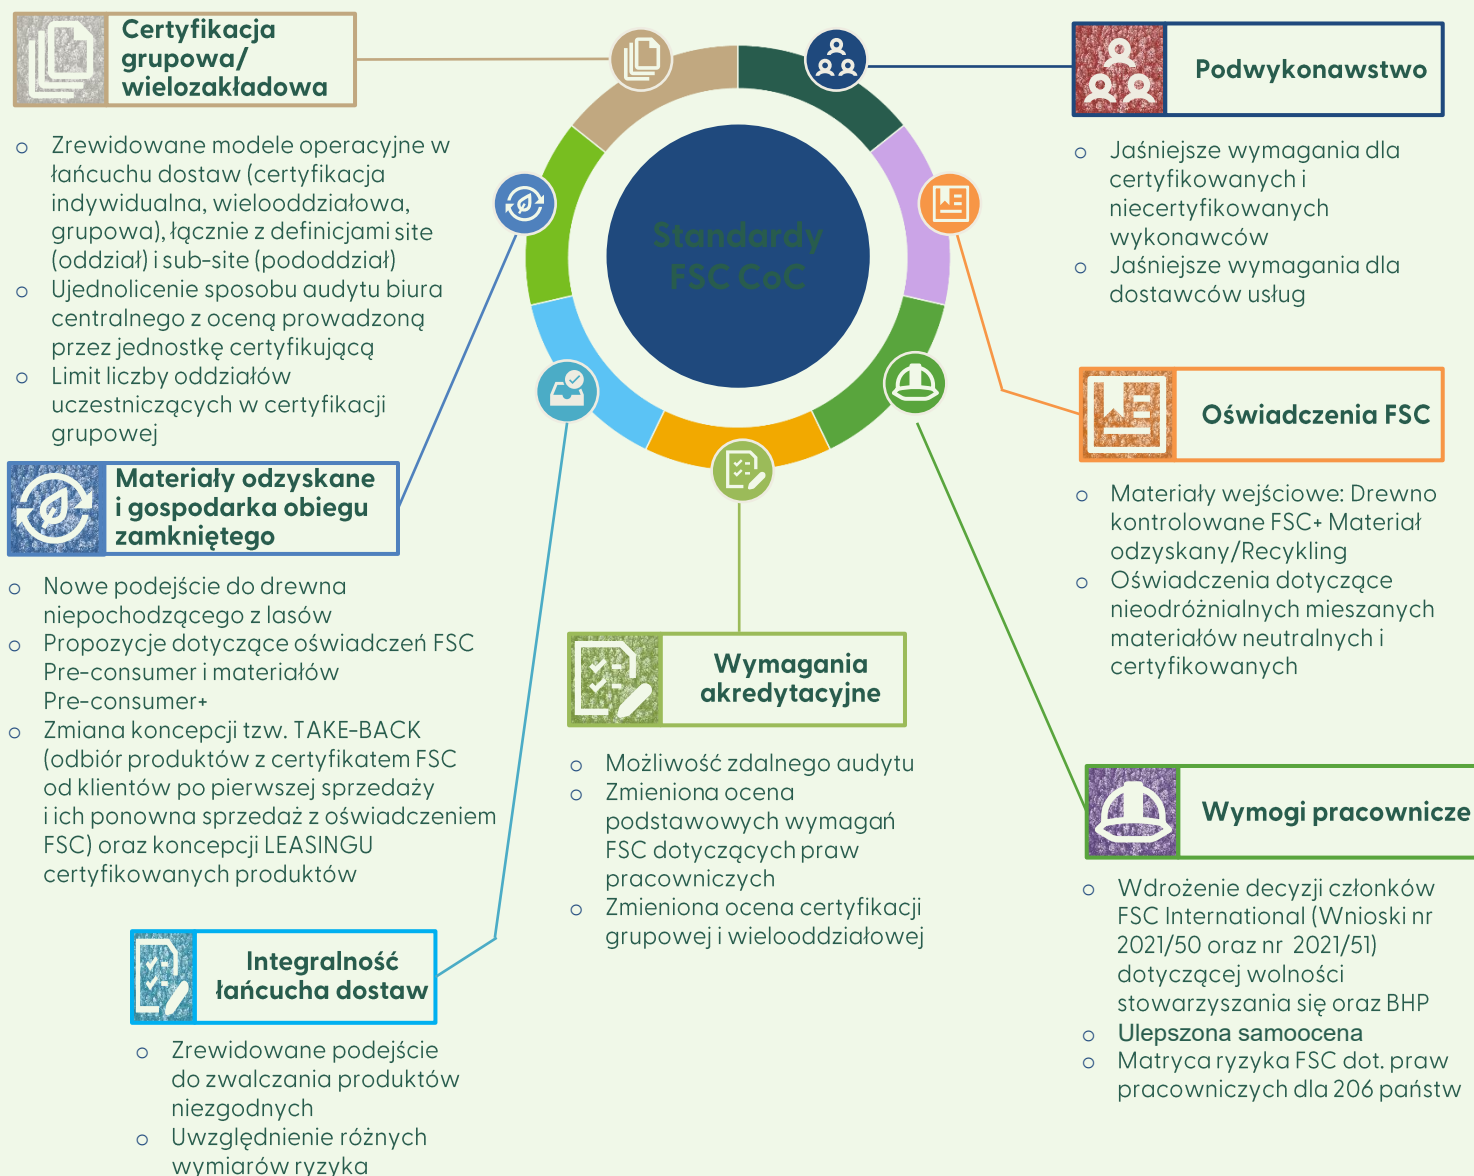 Certyfikacja
grupowa/
wielozakładowa
Zrewidowane modele operacyjne w
łańcuchu dostaw (certyfikacja
indywidualna, wielooddziałowa,
grupowa), łącznie z definicjami site
(oddział) i sub-site (pododdział)
Ujednolicenie sposobu audytu biura
centralnego z oceną prowadzoną
przez jednostkę certyfikującą
Limit liczby oddziałów
uczestniczących w certyfikacji
grupowej
Materiały odzyskane
i gospodarka obiegu
zamkniętego
Nowe podejście do drewna
niepochodzącego z lasów
Propozycje dotyczące oświadczeń FSC
Pre-consumer i materiałów
Pre-consumer+
Zmiana koncepcji tzw. TAKE-BACK
(odbiór produktów z certyfikatem FSC
od klientów po pierwszej sprzedaży
i ich ponowna sprzedaż z oświadczeniem
FSC) oraz koncepcji LEASINGU
certyfikowanych produktów
Integralność
łańcucha dostaw
Zrewidowane podejście
do zwalczania produktów
niezgodnych
Uwzględnienie różnych
wymiarów ryzyka
Standardy
FSC CoC
Wymagania
akredytacyjne
Możliwość zdalnego audytu
Zmieniona ocena
podstawowych wymagań
FSC dotyczących praw
pracowniczych
Zmieniona ocena certyfikacji
grupowej i wielooddziałowej
Podwykonawstwo
Jaśniejsze wymagania dla
certyfikowanych i
niecertyfikowanych
wykonawców
Jaśniejsze wymagania dla
dostawców usług
Oświadczenia FSC
Materiały wejściowe: Drewno
kontrolowane FSC+ Materiał
odzyskany/Recykling
Oświadczenia dotyczące
nieodróżnialnych mieszanych
materiałów neutralnych i
certyfikowanych
Wymogi pracownicze
Wdrożenie decyzji członków
FSC International (Wnioski nr
2021/50 oraz nr 2021/51)
dotyczącej wolności
stowarzyszania się oraz BHP
Ulepszona samoocena
Matryca ryzyka FSC dot. praw
pracowniczych dla 206 państw